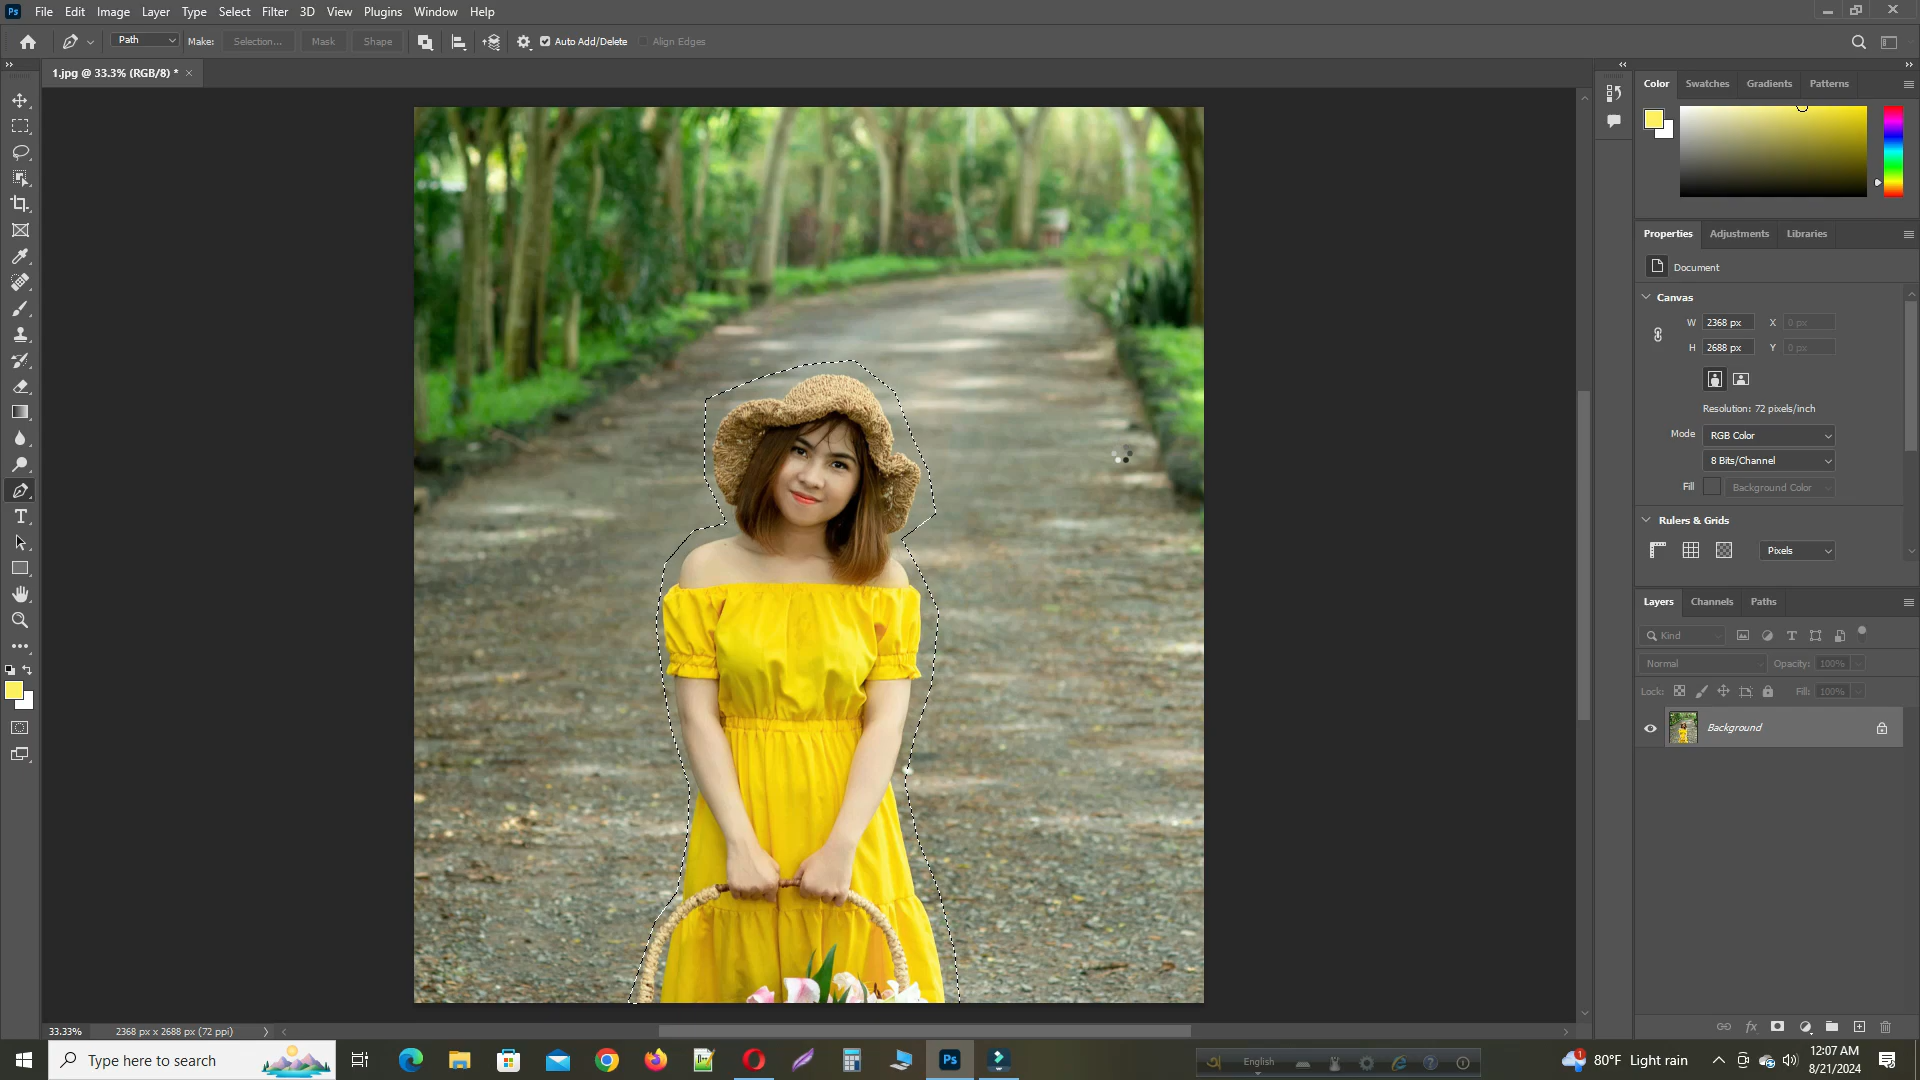 Ps File Edit Image Layer Type Select Filter 3D View Plugins Window Help
Path Make: Selection... Mask Shape Auto Add/Delete Align Edges
1.jpg @ 33.3% (RGB/8) * ×
Color Swatches Gradients Patterns
Properties Adjustments Libraries
Document
Canvas
W 2368 px X 0 px
H 2688 px Y 0 px
Resolution: 72 pixels/inch
Mode RGB Color
8 Bits/Channel
Fill Background Color
Rulers & Grids
Pixels
Layers Channels Paths
Kind
Normal Opacity: 100%
Lock: Fill: 100%
Background
33.33% 2368 px x 2688 px (72 ppi)
Type here to search
Ps
English
1 80°F Light rain
12:07 AM
8/21/2024